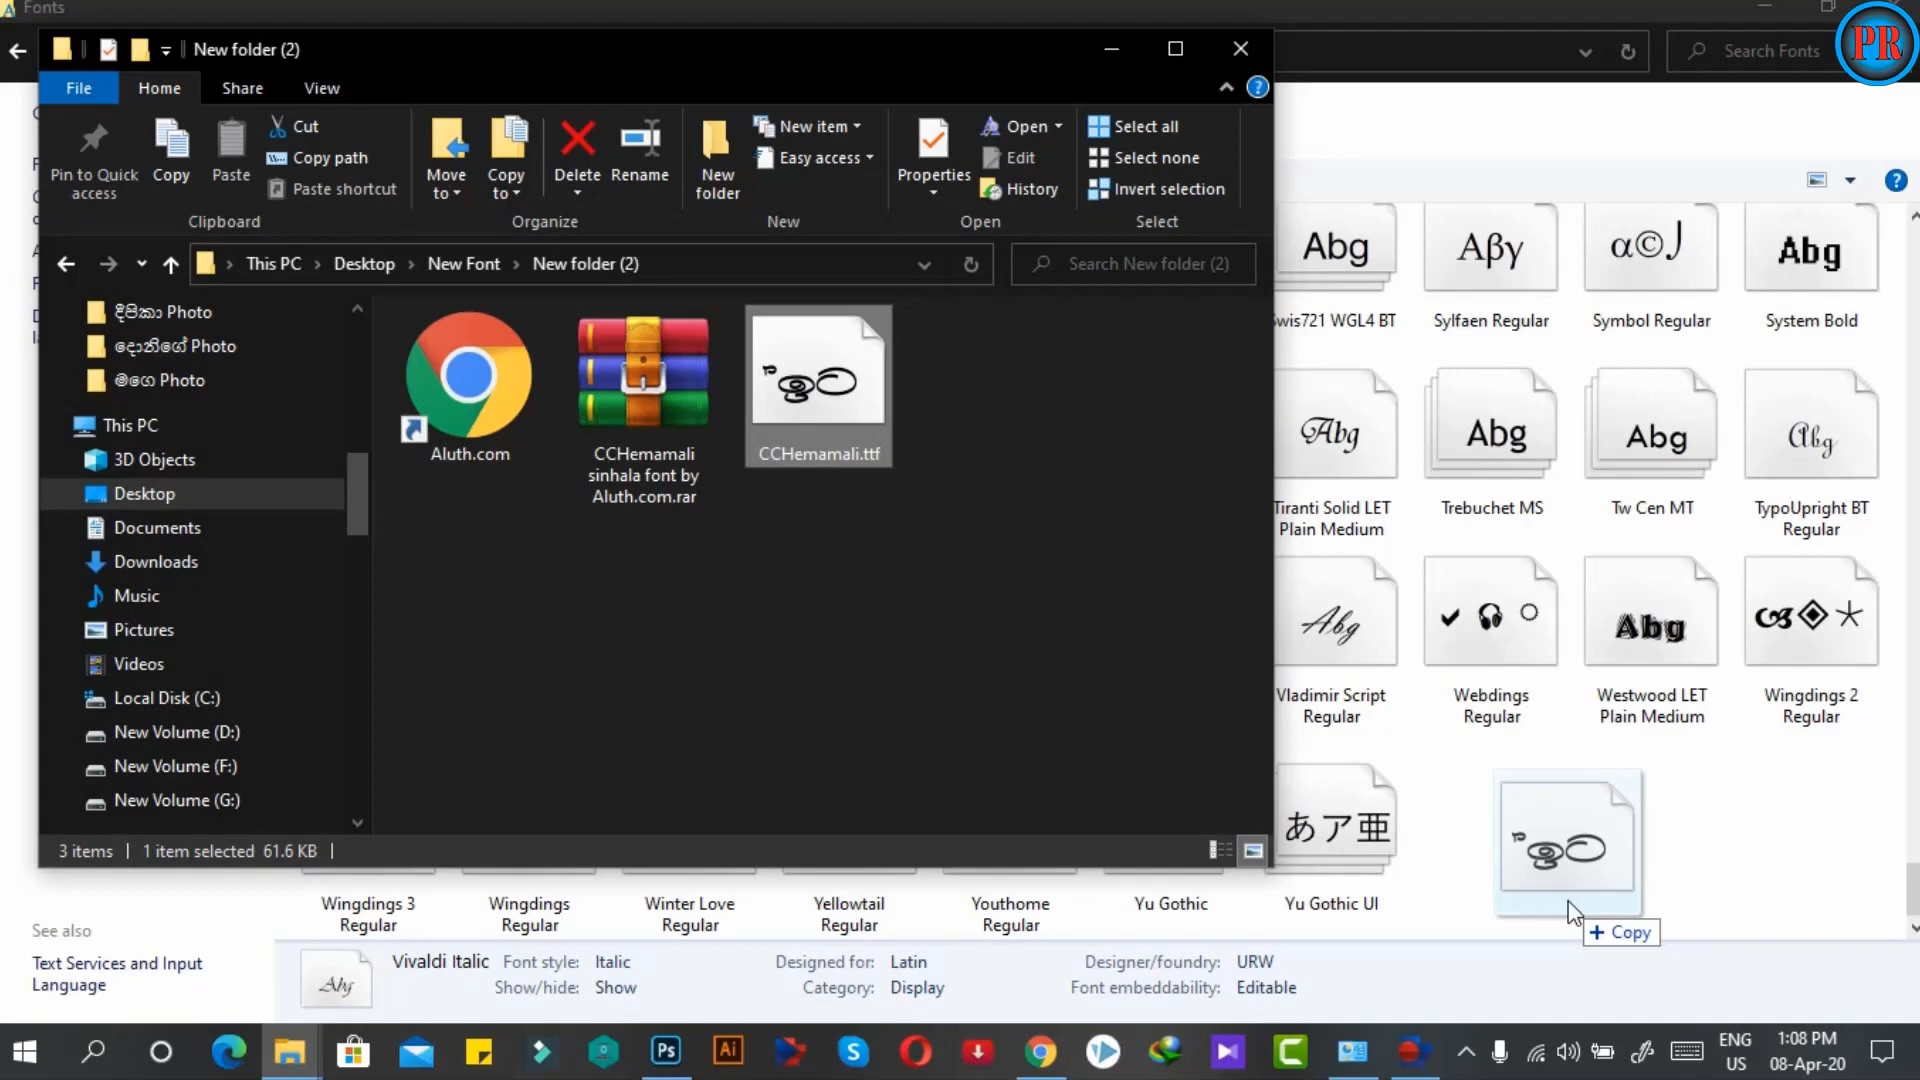 Fonts
New folder (2)
Search Fonts
PR
File Home Share View
Pin to Quick access
Copy
Paste
Cut
Copy path
Paste shortcut
Move to
Copy to
Delete
Rename
New folder
New item
Easy access
Properties
Open
Edit
History
Select all
Select none
Invert selection
Clipboard Organize New Open Select
This PC > Desktop > New Font > New folder (2)
Search New folder (2)
දීපිකා Photo
දොනිගේ Photo
මගෙ Photo
This PC
3D Objects
Desktop
Documents
Downloads
Music
Pictures
Videos
Local Disk (C:)
New Volume (D:)
New Volume (F:)
New Volume (G:)
Aluth.com
CCHemamali
sinhala font by
Aluth.com.rar
CCHemamali.ttf
3 items 1 item selected 61.6 KB
Abg Aβγ Abg
Swis721 WGL4 BT Sylfaen Regular Symbol Regular System Bold
Abg Abg Abg Abg
Tiranti Solid LET
Plain Medium
Trebuchet MS
Tw Cen MT
TypoUpright BT
Regular
Abg Abg
Vladimir Script
Regular
Webdings
Regular
Westwood LET
Plain Medium
Wingdings 2
Regular
あア亜
Wingdings 3
Regular
Wingdings
Regular
Winter Love
Regular
Yellowtail
Regular
Youthome
Regular
Yu Gothic
Yu Gothic UI
+ Copy
See also
Text Services and Input
Language
Abg
Vivaldi Italic Font style: Italic Designed for: Latin Designer/foundry: URW
Show/hide: Show Category: Display Font embeddability: Editable
Ps Ai
ENG
US
1:08 PM
08-Apr-20